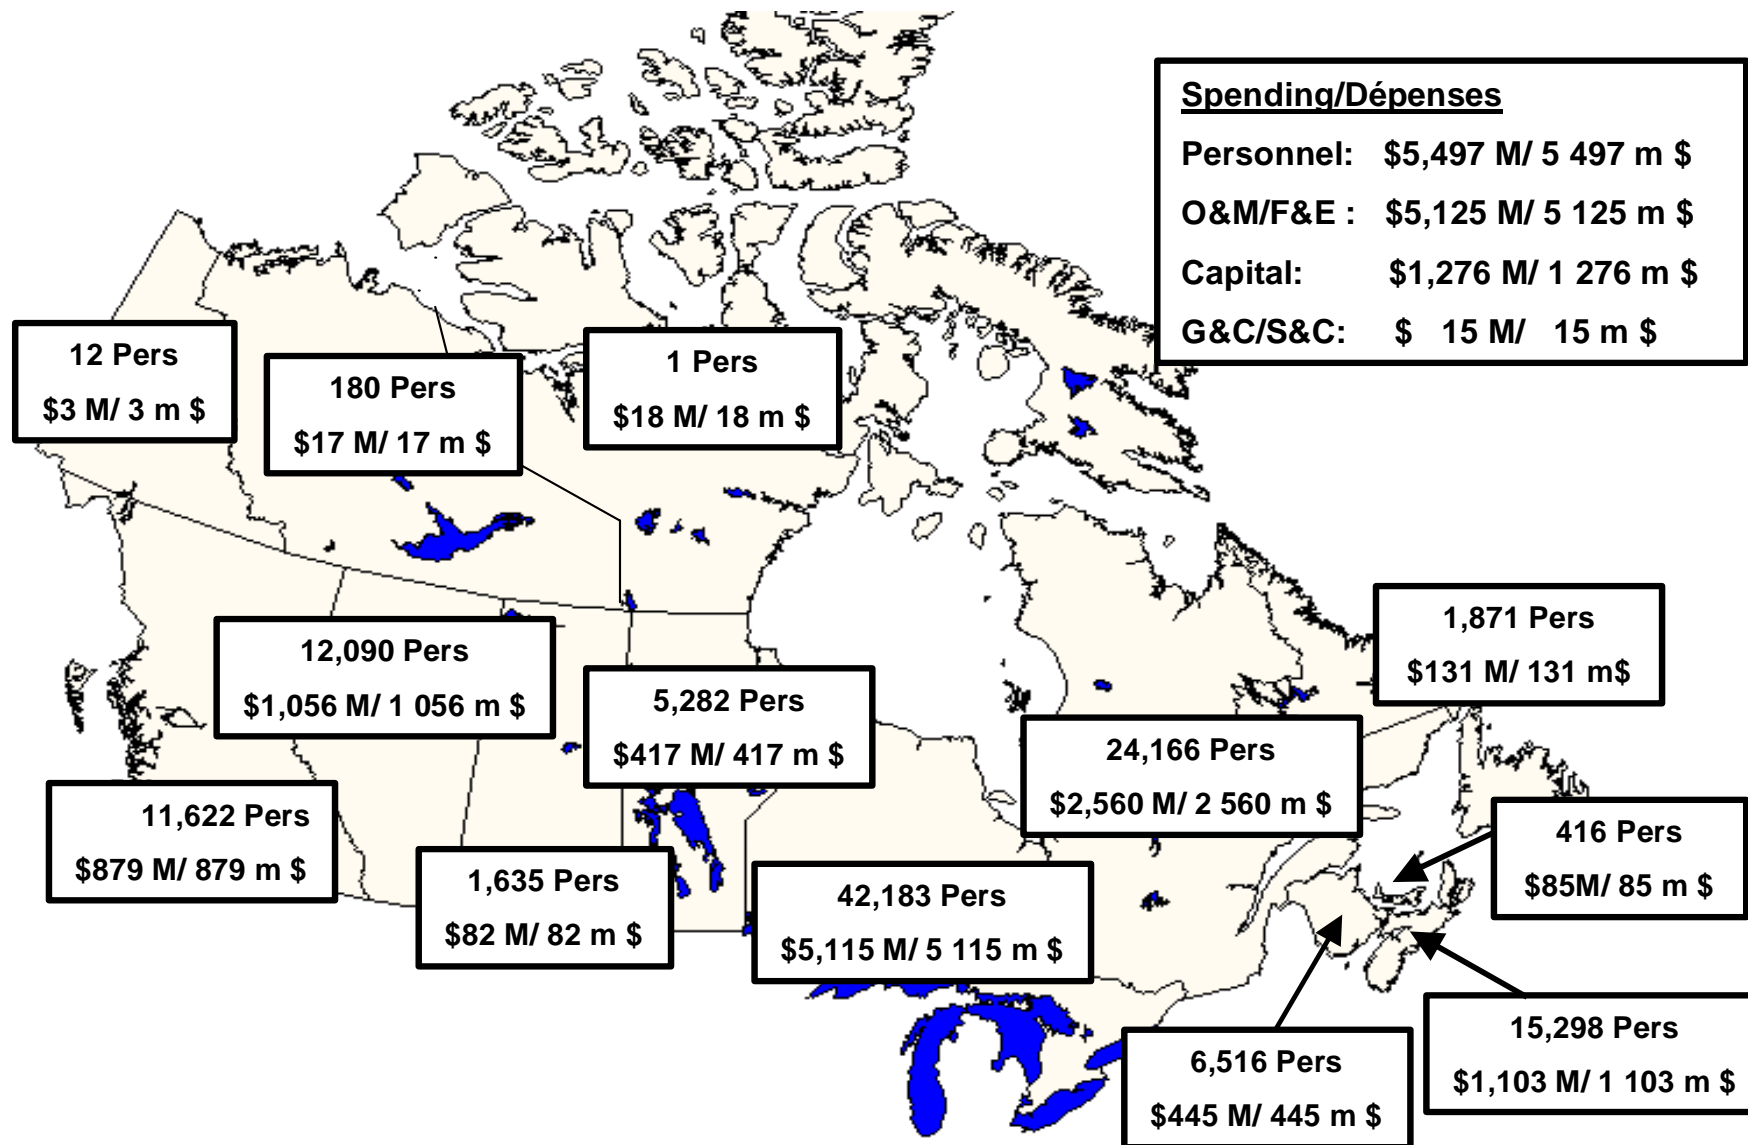 Spending/Dépenses
Personnel: $5,497 M/ 5 497 m $
O&M/F&E : $5,125 M/ 5 125 m $
Capital: $1,276 M/ 1 276 m $
G&C/S&C: $ 15 M/ 15 m $
12 Pers
$3 M/ 3 m $
180 Pers
$17 M/ 17 m $
1 Pers
$18 M/ 18 m $
12,090 Pers
$1,056 M/ 1 056 m $
5,282 Pers
$417 M/ 417 m $
1,871 Pers
$131 M/ 131 m$
24,166 Pers
$2,560 M/ 2 560 m $
11,622 Pers
$879 M/ 879 m $
1,635 Pers
$82 M/ 82 m $
42,183 Pers
$5,115 M/ 5 115 m $
416 Pers
$85M/ 85 m $
6,516 Pers
$445 M/ 445 m $
15,298 Pers
$1,103 M/ 1 103 m $